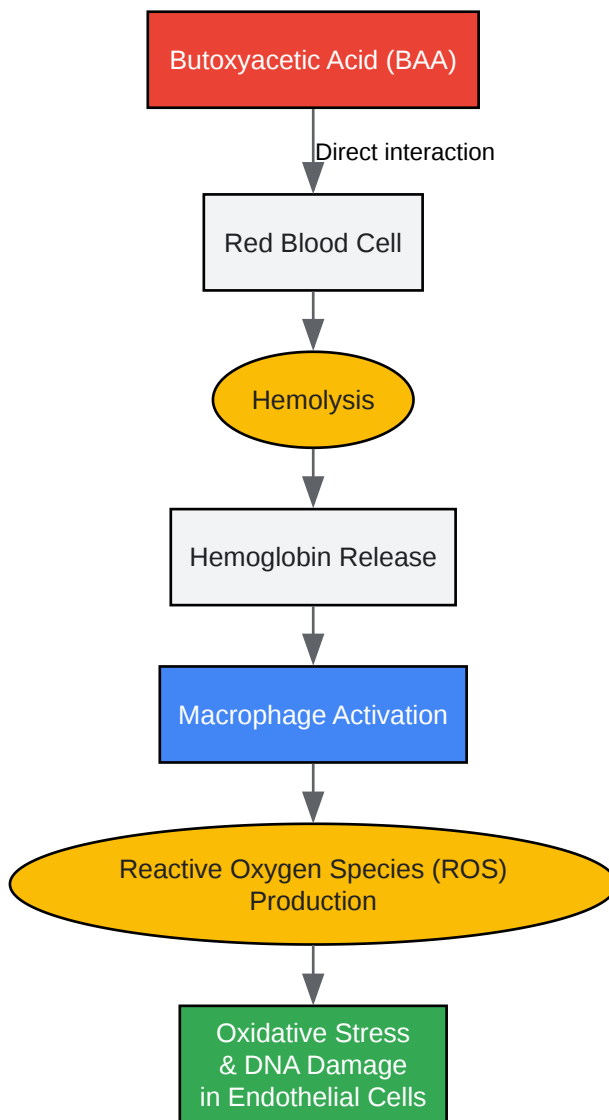 Butoxyacetic Acid (BAA)
Direct interaction
Red Blood Cell
Hemolysis
Hemoglobin Release
Macrophage Activation
Reactive Oxygen Species (ROS)
Production
Oxidative Stress
& DNA Damage
in Endothelial Cells